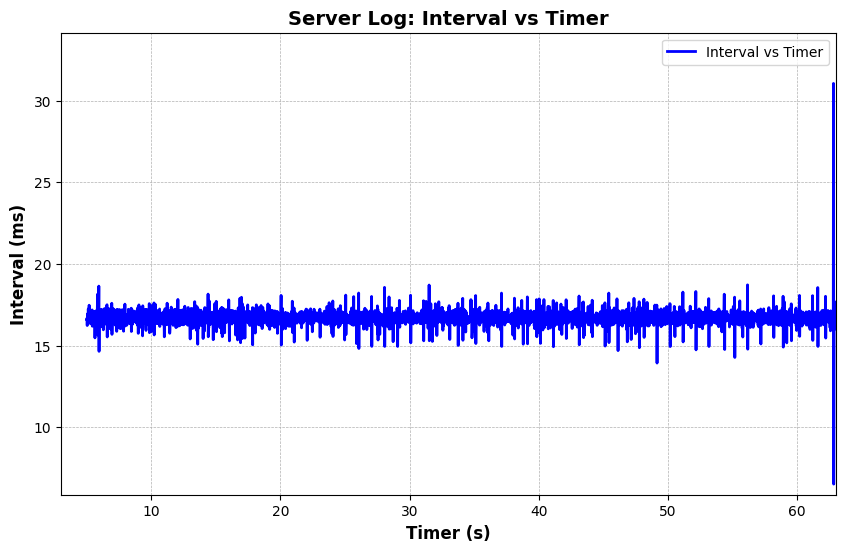 Server Log: Interval vs Timer
Interval vs Timer
Interval (ms)
30
25
20
15
10
10 20 30 40 50 60
Timer (s)